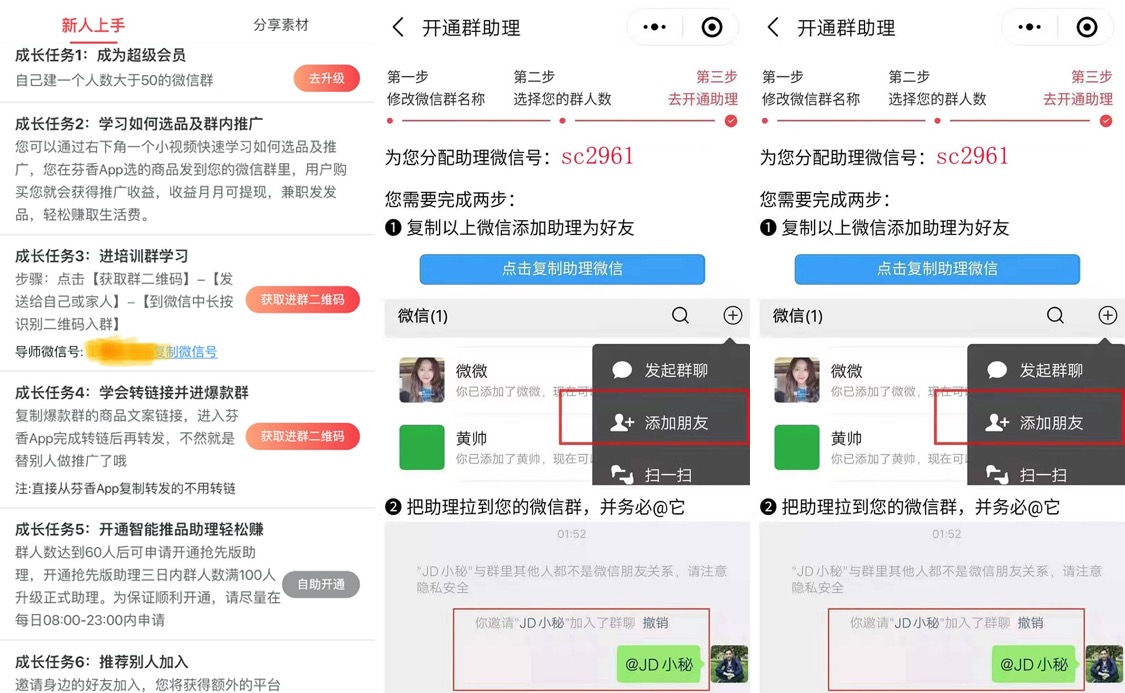 新人上手
分享素材
成长任务1：成为超级会员
自己建一个人数大于50的微信群
去升级
成长任务2：学习如何选品及群内推广
您可以通过右下角一个小视频快速学习如何选品及推
广，您在芬香App选的商品发到您的微信群里，用户购
买您就会获得推广收益，收益月月可提现，兼职发发
品，轻松赚取生活费。
成长任务3：进培训群学习
步骤：点击【获取群二维码】-【发
送给自己或家人】-【到微信中长按
识别二维码入群】
获取进群二维码
导师微信号:
复制微信号
成长任务4：学会转链接并进爆款群
复制爆款群的商品文案链接，进入芬
香App完成转链后再转发，不然就是
替别人做推广了哦
获取进群二维码
注:直接从芬香App复制转发的不用转链
成长任务5：开通智能推品助理轻松赚
群人数达到60人后可申请开通抢先版助
理，开通抢先版助理三日内群人数满100人
升级正式助理。为保证顺利开通，请尽量在
每日08:00-23:00内申请
自助开通
成长任务6：推荐别人加入
邀请身边的好友加入，您将获得额外的平台
开通群助理
第一步
修改微信群名称
第二步
选择您的群人数
第三步
去开通助理
为您分配助理微信号：sc2961
您需要完成两步：
❶ 复制以上微信添加助理为好友
点击复制助理微信
微信(1)
微微
你已添加了微微，现在可
黄帅
你已添加了黄帅，现在可以
发起群聊
添加朋友
扫一扫
❷ 把助理拉到您的微信群，并务必@它
01:52
"JD小秘"与群里其他人都不是微信朋友关系，请注意
隐私安全
你邀请"JD小秘"加入了群聊 撤销
@JD小秘
开通群助理
第一步
修改微信群名称
第二步
选择您的群人数
第三步
去开通助理
为您分配助理微信号：sc2961
您需要完成两步：
❶ 复制以上微信添加助理为好友
点击复制助理微信
微信(1)
微微
你已添加了微微，现在可
黄帅
你已添加了黄帅，现在可以
发起群聊
添加朋友
扫一扫
❷ 把助理拉到您的微信群，并务必@它
01:52
"JD小秘"与群里其他人都不是微信朋友关系，请注意
隐私安全
你邀请"JD小秘"加入了群聊 撤销
@JD小秘